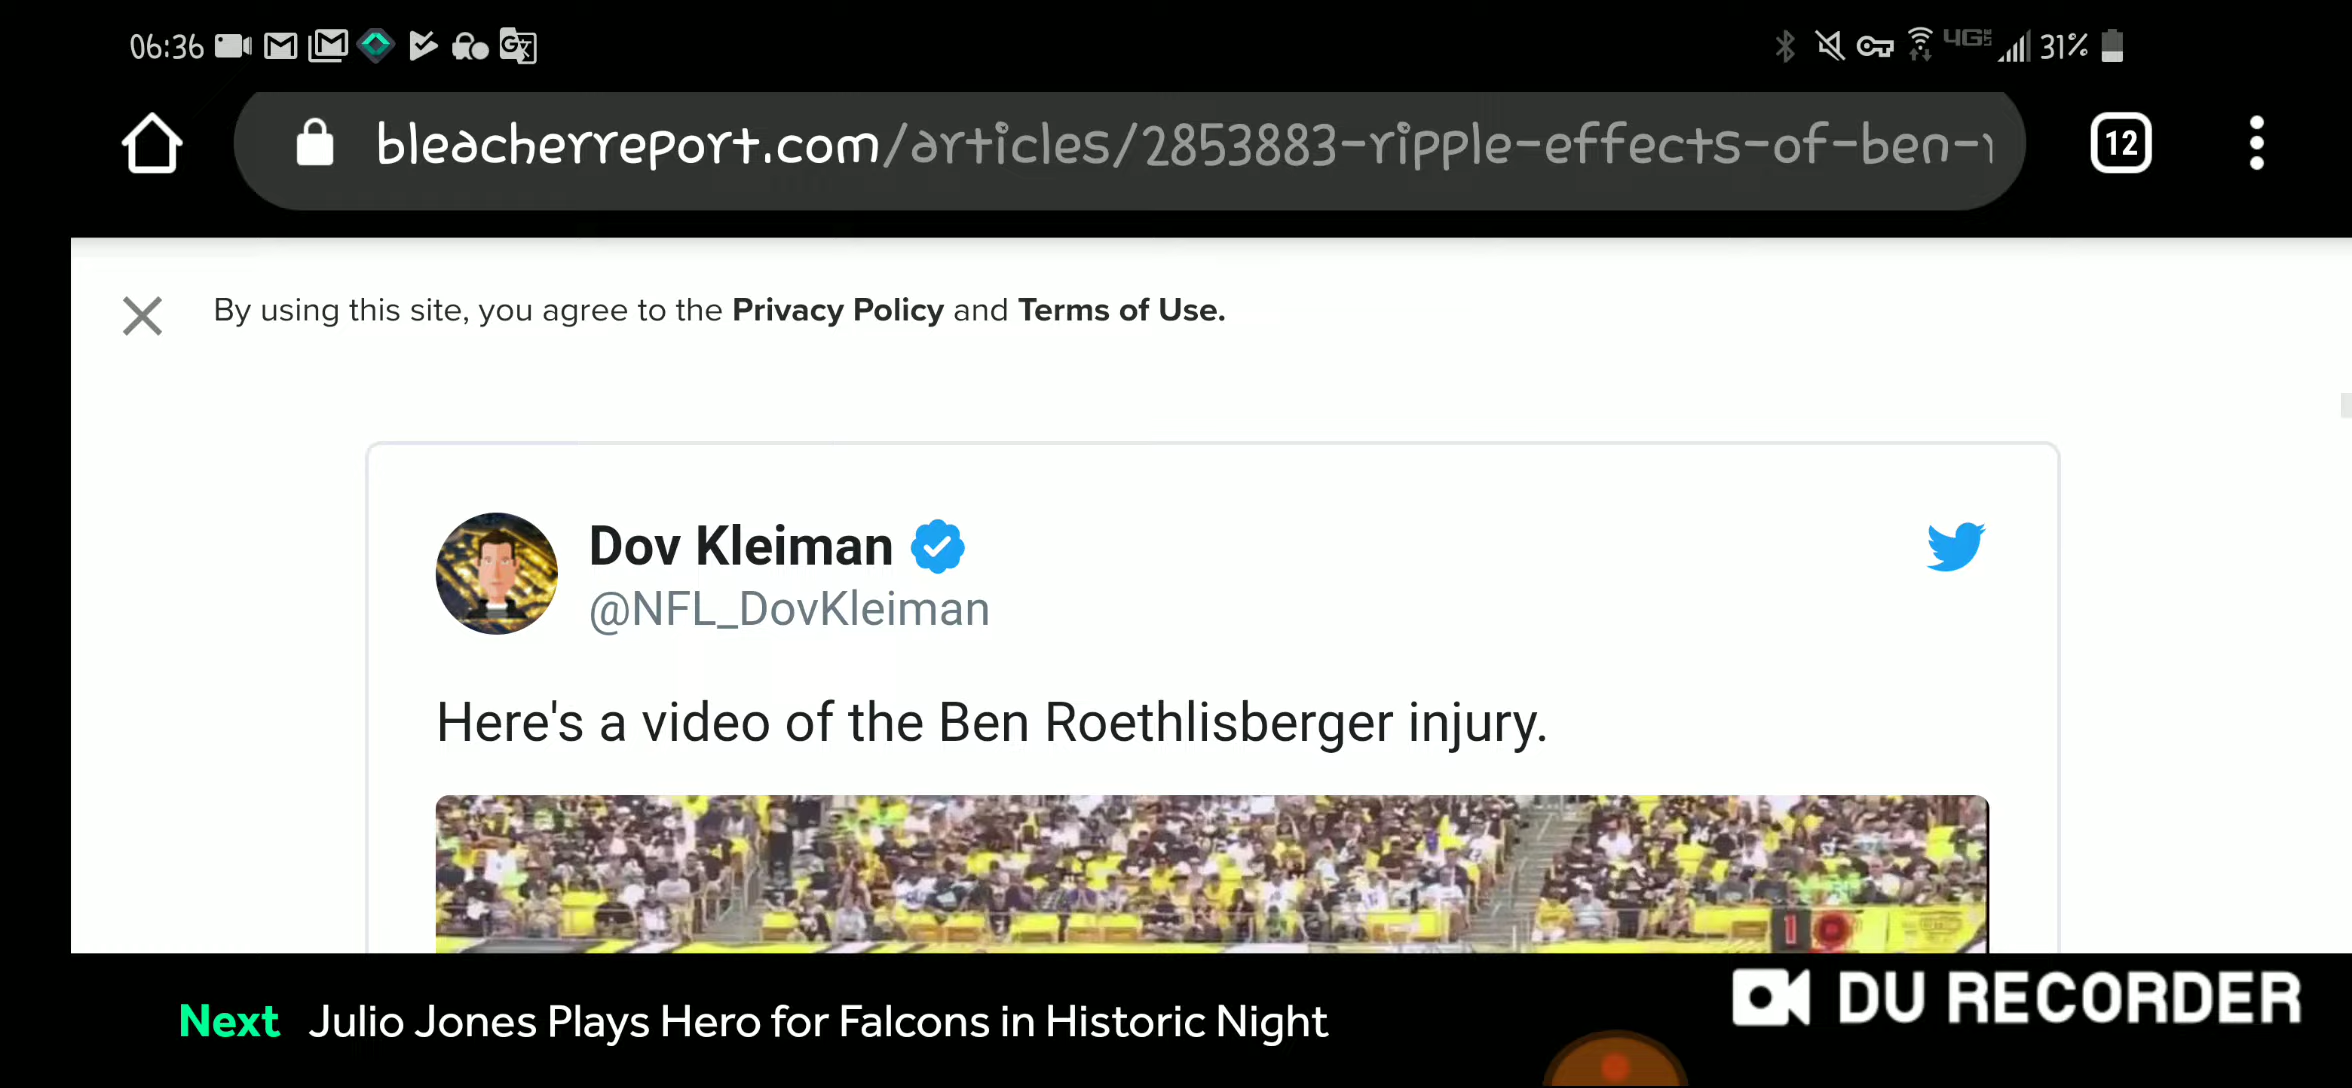 06:36
4G LTE 31%
bleacherreport.com/articles/2853883-ripple-effects-of-ben-
12
By using this site, you agree to the Privacy Policy and Terms of Use.
Dov Kleiman
@NFL_DovKleiman
Here's a video of the Ben Roethlisberger injury.
Next Julio Jones Plays Hero for Falcons in Historic Night
DU RECORDER